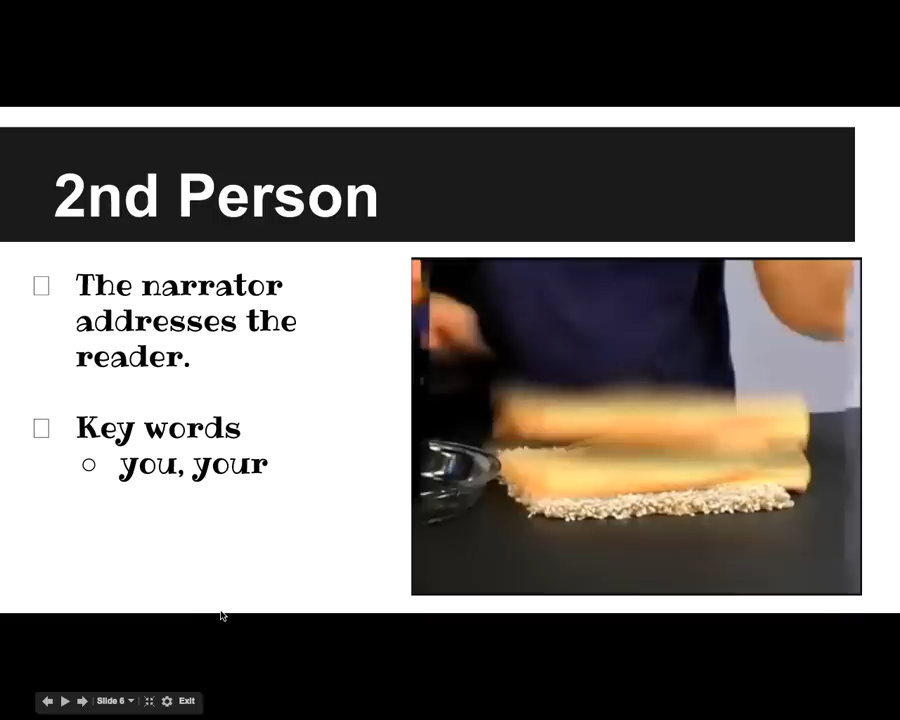 2nd Person
The narrator
addresses the
reader.
Key words
you, your
Slide 6
Exit